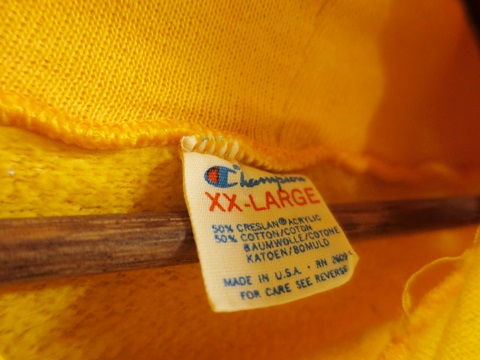 Champion
XX-LARGE
50% CRESLAN® ACRYLIC
50% COTTON/COTON
BAUMWOLLE/COTONE
KATOEN/BOMULD
MADE IN U.S.A. - RN
FOR CARE SEE REVERSE